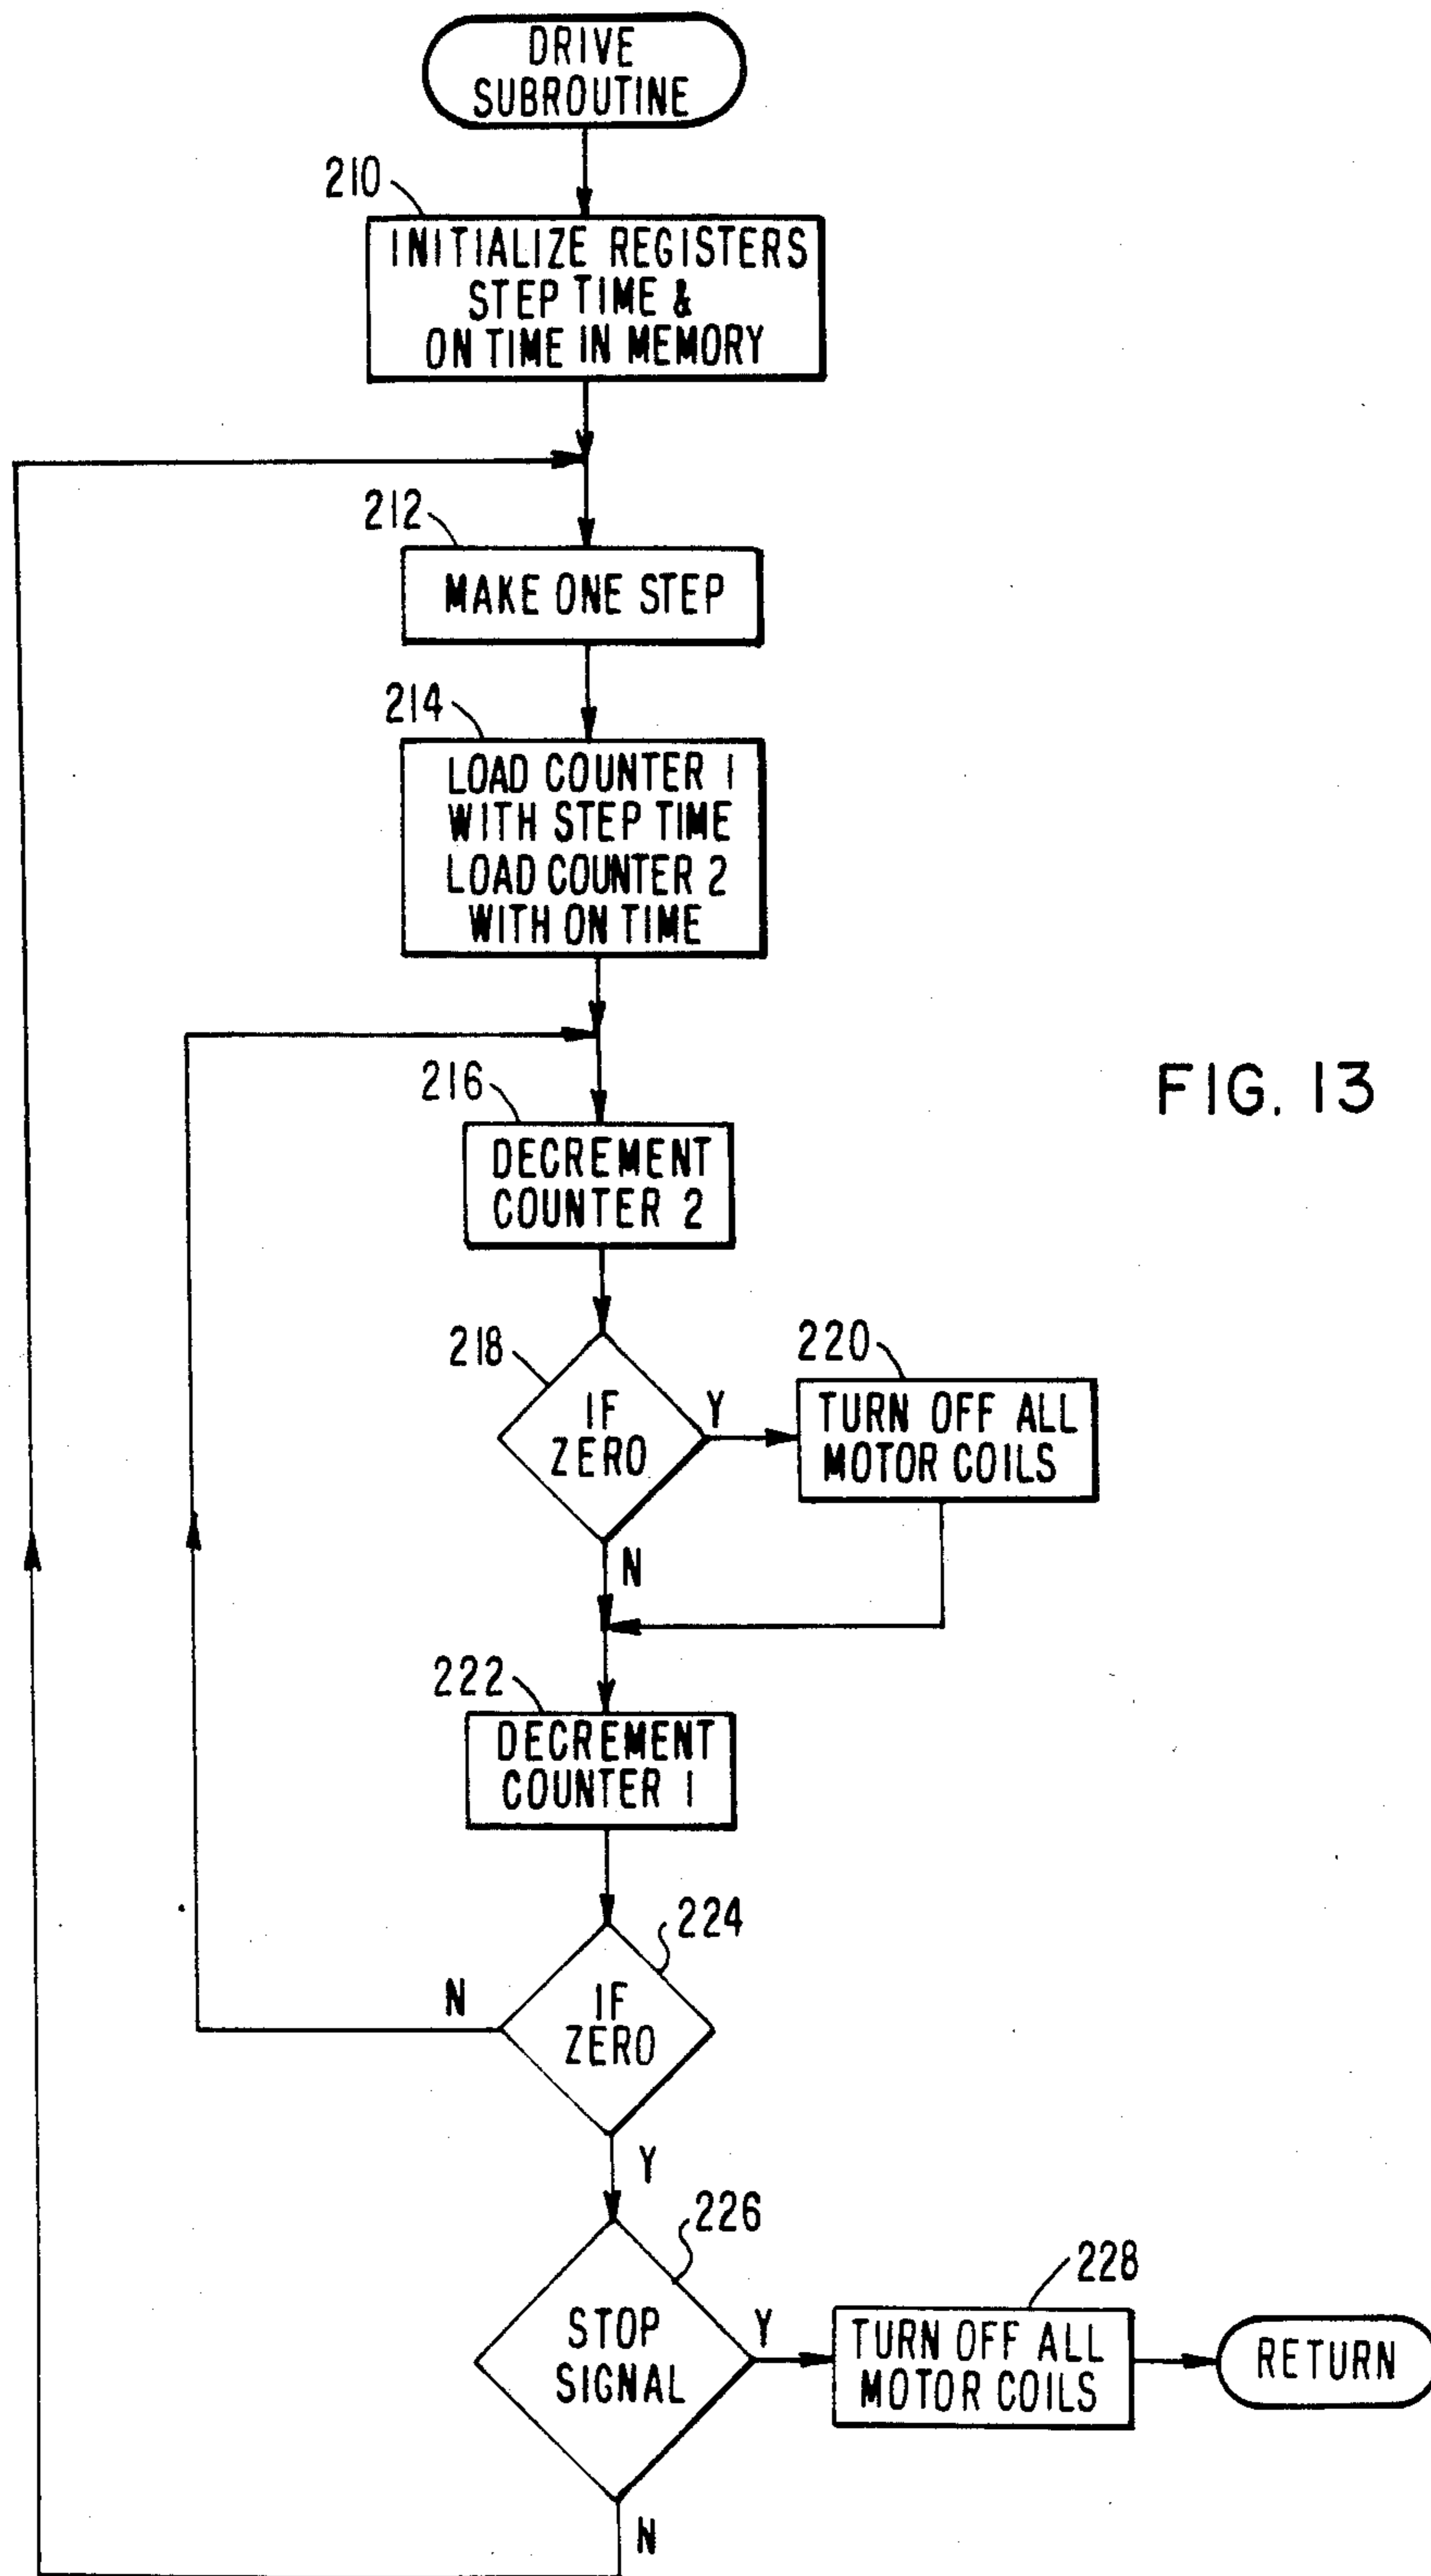 DRIVE
SUBROUTINE
210
INITIALIZE REGISTERS
STEP TIME &
ON TIME IN MEMORY
212
MAKE ONE STEP
214
LOAD COUNTER 1
WITH STEP TIME
LOAD COUNTER 2
WITH ON TIME
216
DECREMENT
COUNTER 2
FIG. 13
218
IF
ZERO
Y
220
TURN OFF ALL
MOTOR COILS
N
222
DECREMENT
COUNTER 1
224
IF
ZERO
N
Y
226
STOP
SIGNAL
Y
228
TURN OFF ALL
MOTOR COILS
RETURN
N